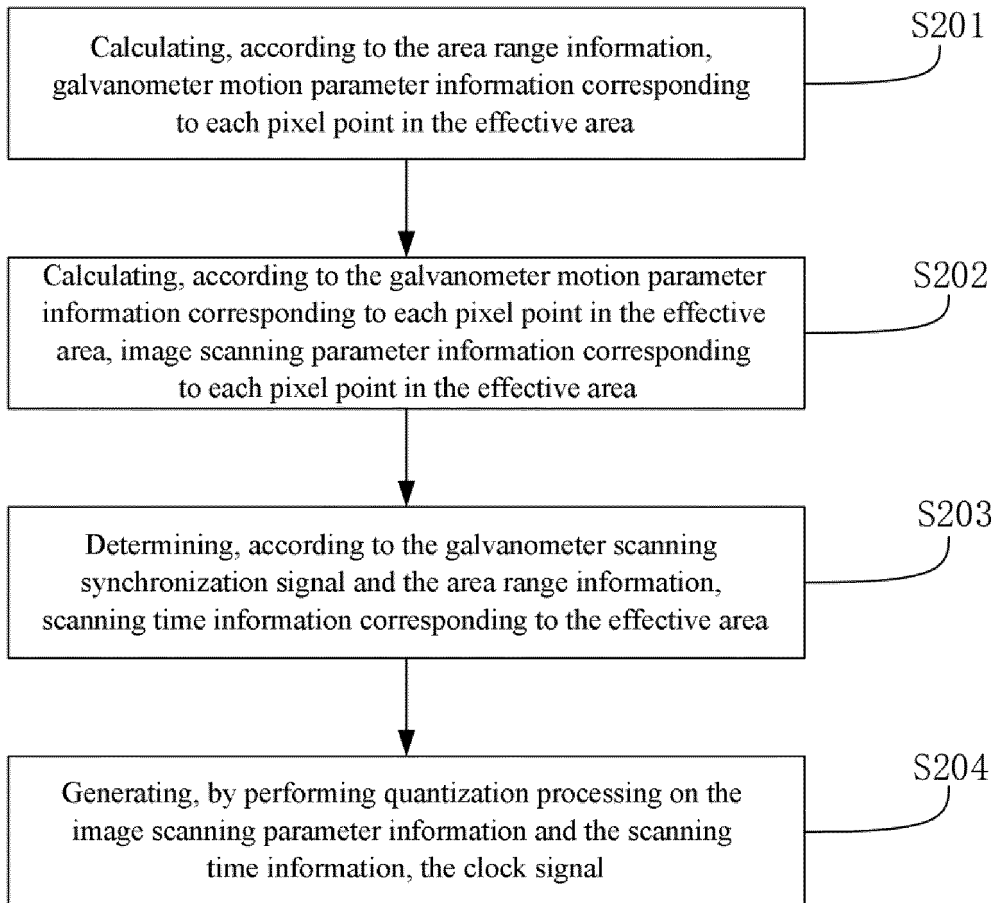 S201
Calculating, according to the area range information,
galvanometer motion parameter information corresponding
to each pixel point in the effective area
S202
Calculating, according to the galvanometer motion parameter
information corresponding to each pixel point in the effective
area, image scanning parameter information corresponding
to each pixel point in the effective area
S203
Determining, according to the galvanometer scanning
synchronization signal and the area range information,
scanning time information corresponding to the effective area
S204
Generating, by performing quantization processing on the
image scanning parameter information and the scanning
time information, the clock signal